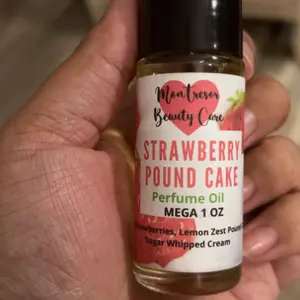 Montresor
Beauty Care
STRAWBERRY
POUND CAKE
Perfume Oil
MEGA 1 OZ
Lemon Zest Pound
Sugar Whipped Cream